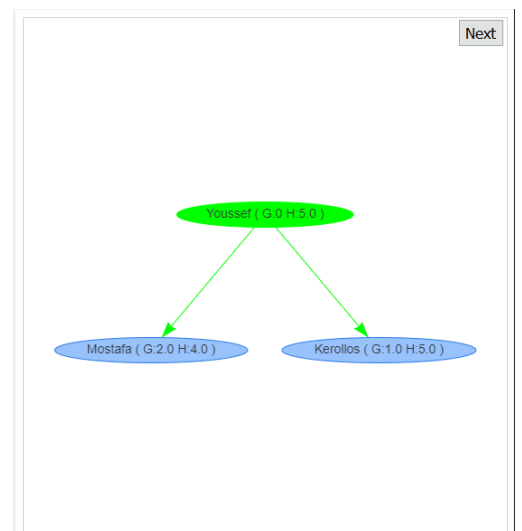 Next
Youssef ( G:0 H:5.0 )
Mostafa ( G:2.0 H:4.0 )
Kerollos ( G:1.0 H:5.0 )